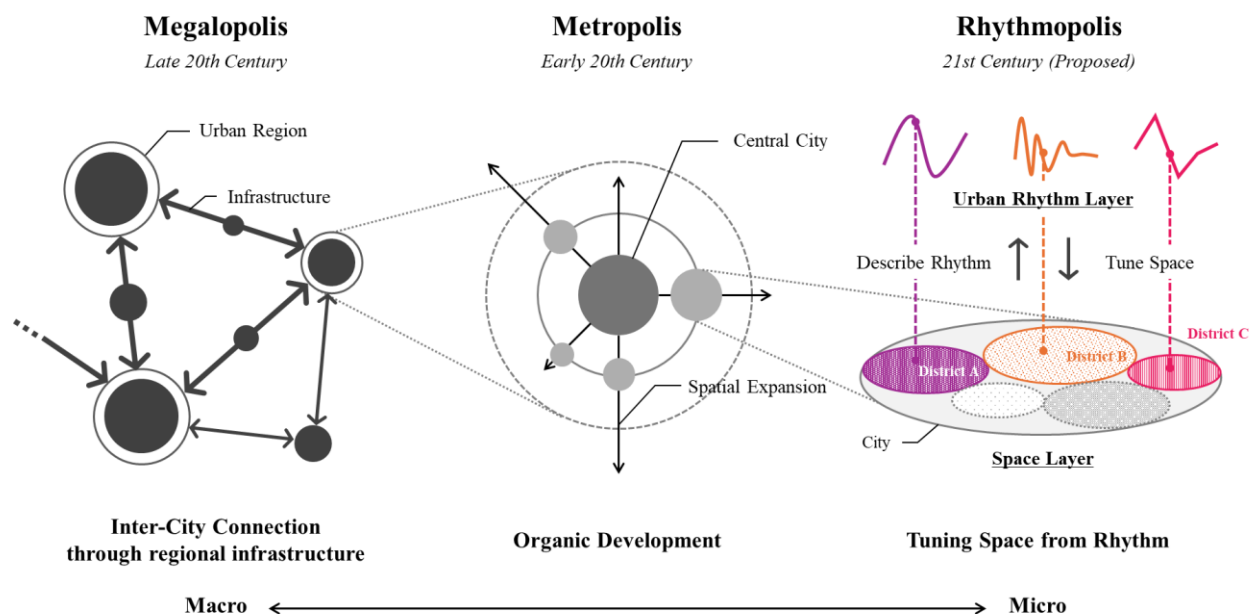 Megalopolis
Late 20th Century
Metropolis
Early 20th Century
Rhythmopolis
21st Century (Proposed)
Urban Region
Infrastructure
Central City
Spatial Expansion
Urban Rhythm Layer
Describe Rhythm
Tune Space
District A
District B
District C
City
Space Layer
Inter-City Connection
through regional infrastructure
Organic Development
Tuning Space from Rhythm
Macro
Micro